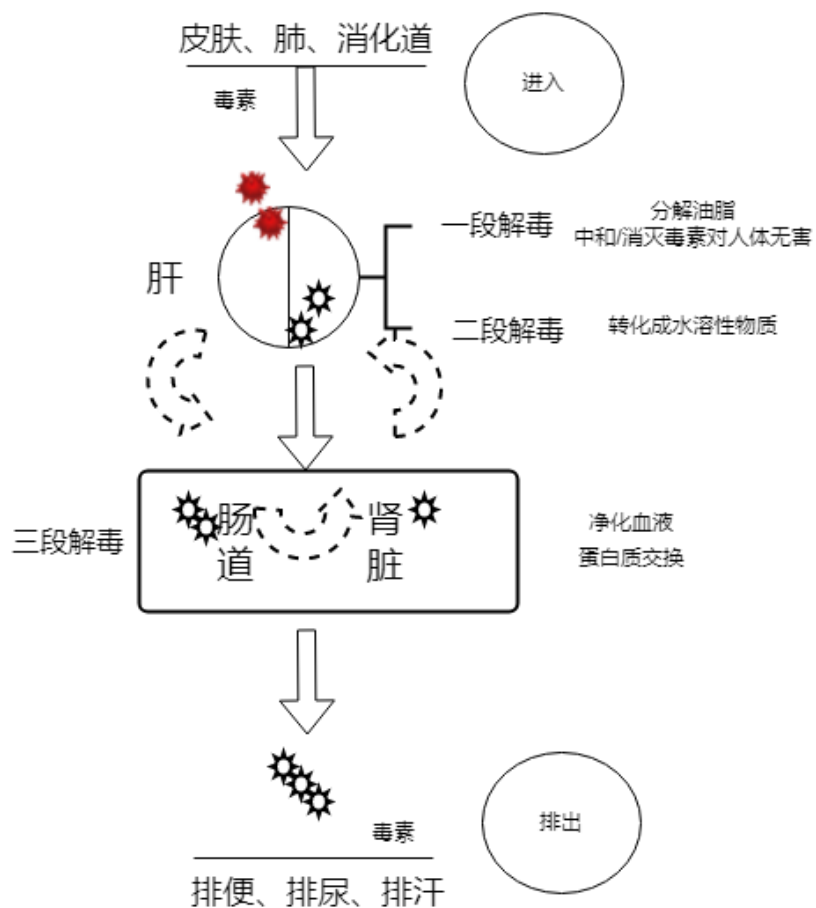 皮肤、肺、消化道
进入
毒素
一段解毒
分解油脂
中和/消灭毒素对人体无害
肝
二段解毒
转化成水溶性物质
三段解毒
肠道
肾脏
净化血液
蛋白质交换
毒素
排出
排便、排尿、排汗